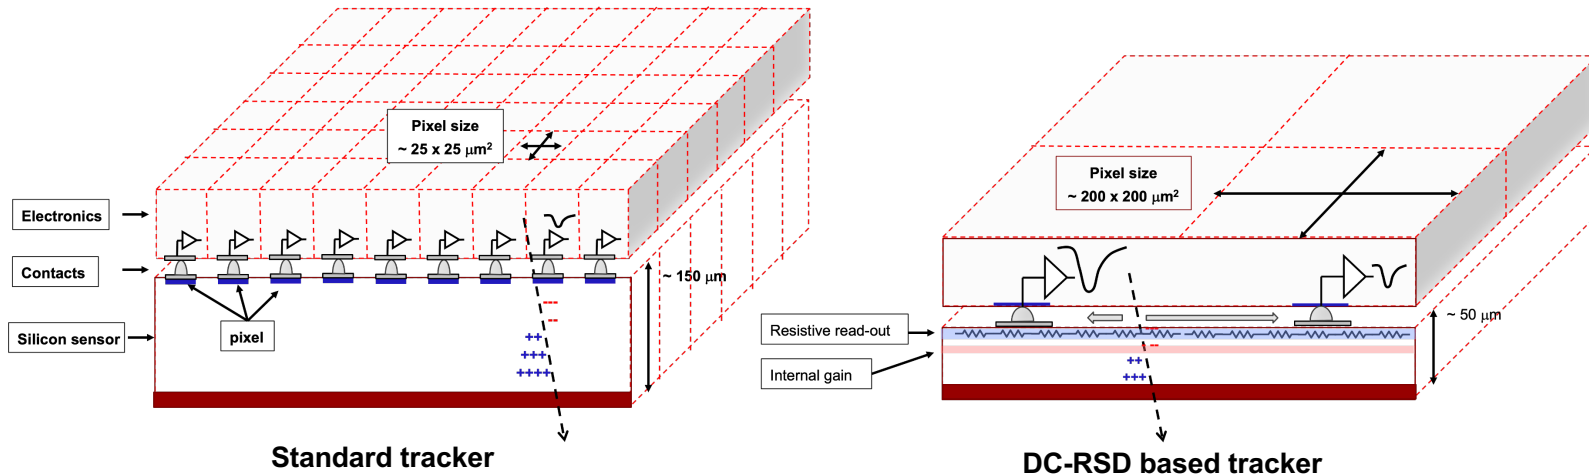 Pixel size
~ 25 x 25 μm²
Electronics
Contacts
~ 150 μm
Silicon sensor
pixel
---
--
++
+++
++++
Standard tracker
Pixel size
~ 200 x 200 μm²
Resistive read-out
~ 50 μm
Internal gain
--
--
++
+++
DC-RSD based tracker